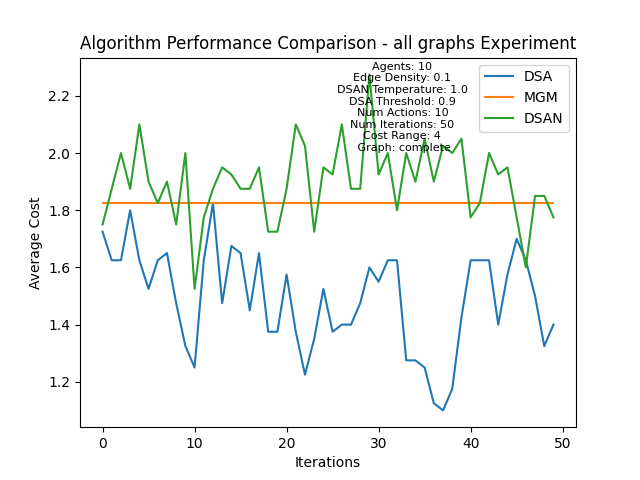 Algorithm Performance Comparison - all graphs Experiment
Agents: 10
Edge Density: 0.1
DSAN Temperature: 1.0
DSA Threshold: 0.9
Num Actions: 10
Num Iterations: 50
Cost Range: 4
Graph: complete
DSA
MGM
DSAN
Average Cost
2.2
2.0
1.8
1.6
1.4
1.2
0 10 20 30 40 50
Iterations